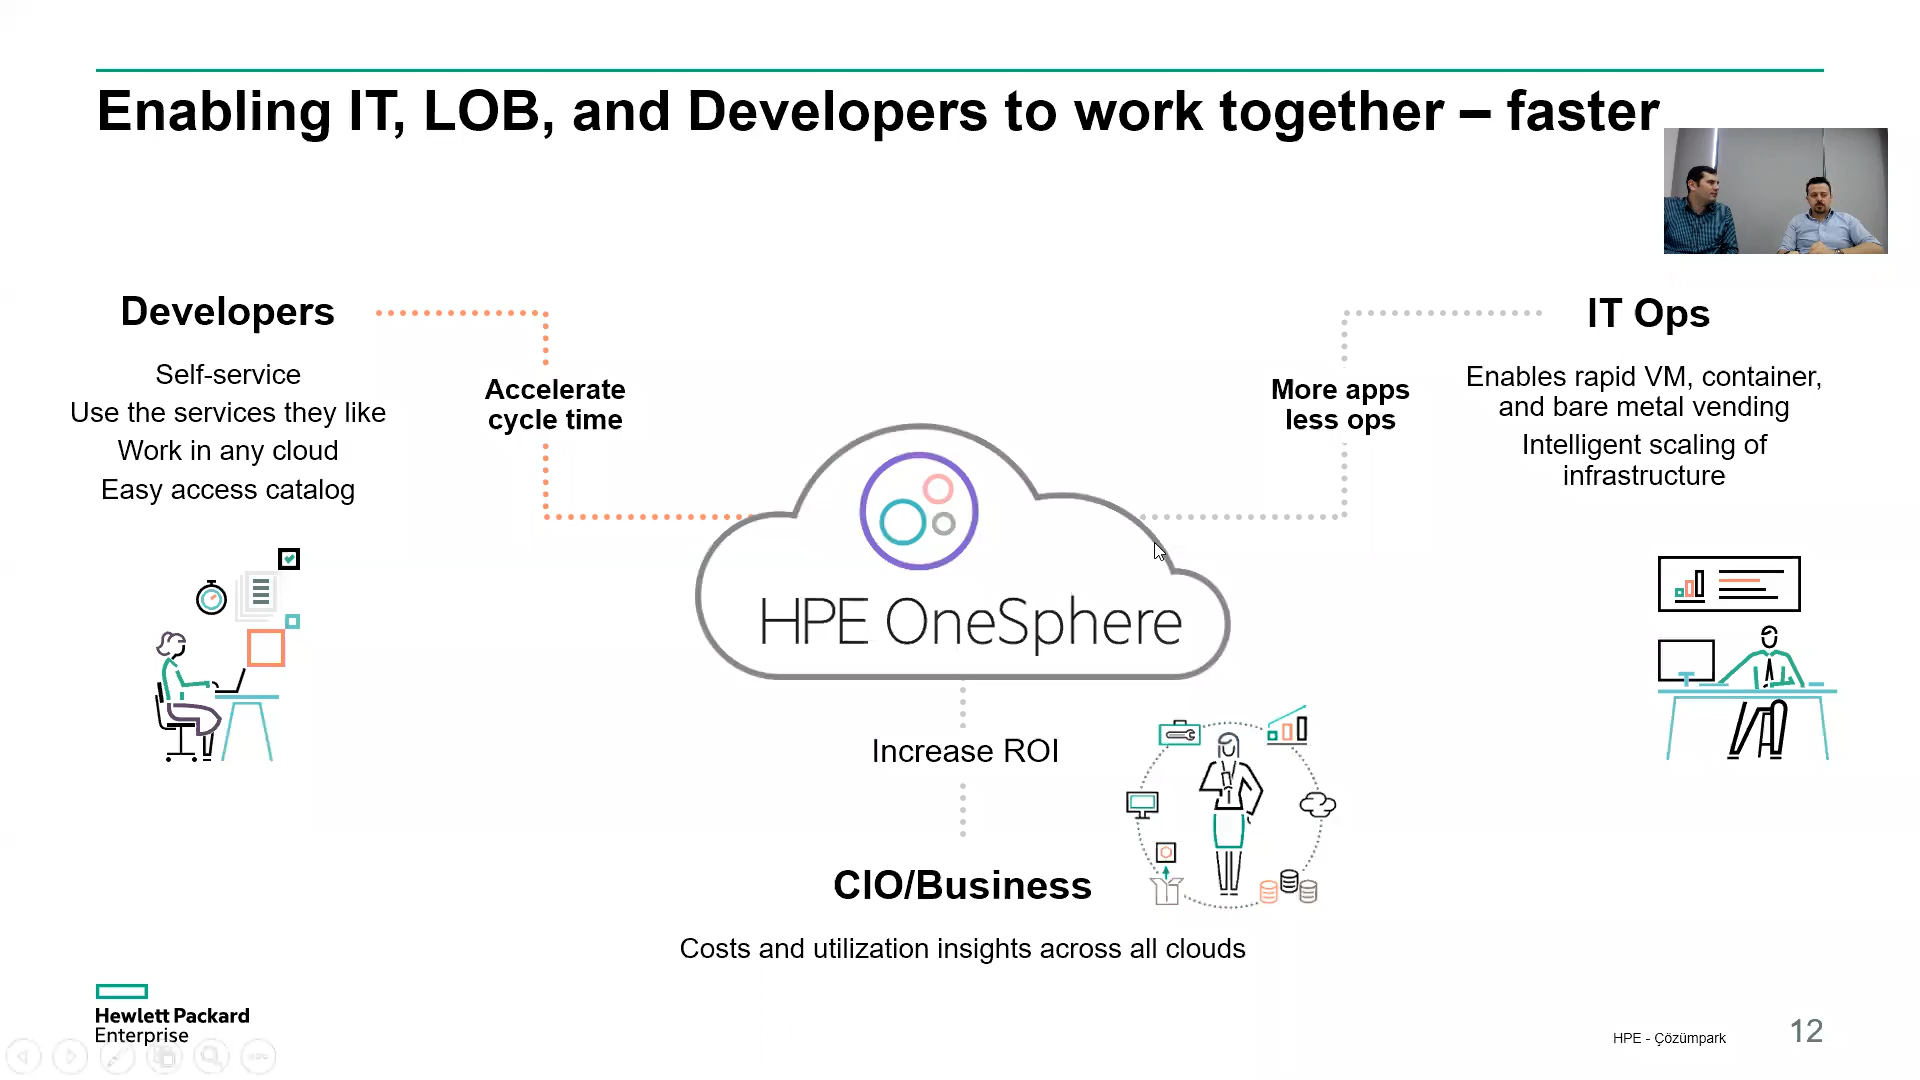 Enabling IT, LOB, and Developers to work together – faster
Developers
Self-service
Use the services they like
Work in any cloud
Easy access catalog
Accelerate
cycle time
More apps
less ops
IT Ops
Enables rapid VM, container,
and bare metal vending
Intelligent scaling of
infrastructure
HPE OneSphere
Increase ROI
CIO/Business
Costs and utilization insights across all clouds
Hewlett Packard
Enterprise
HPE - Çözümpark
12